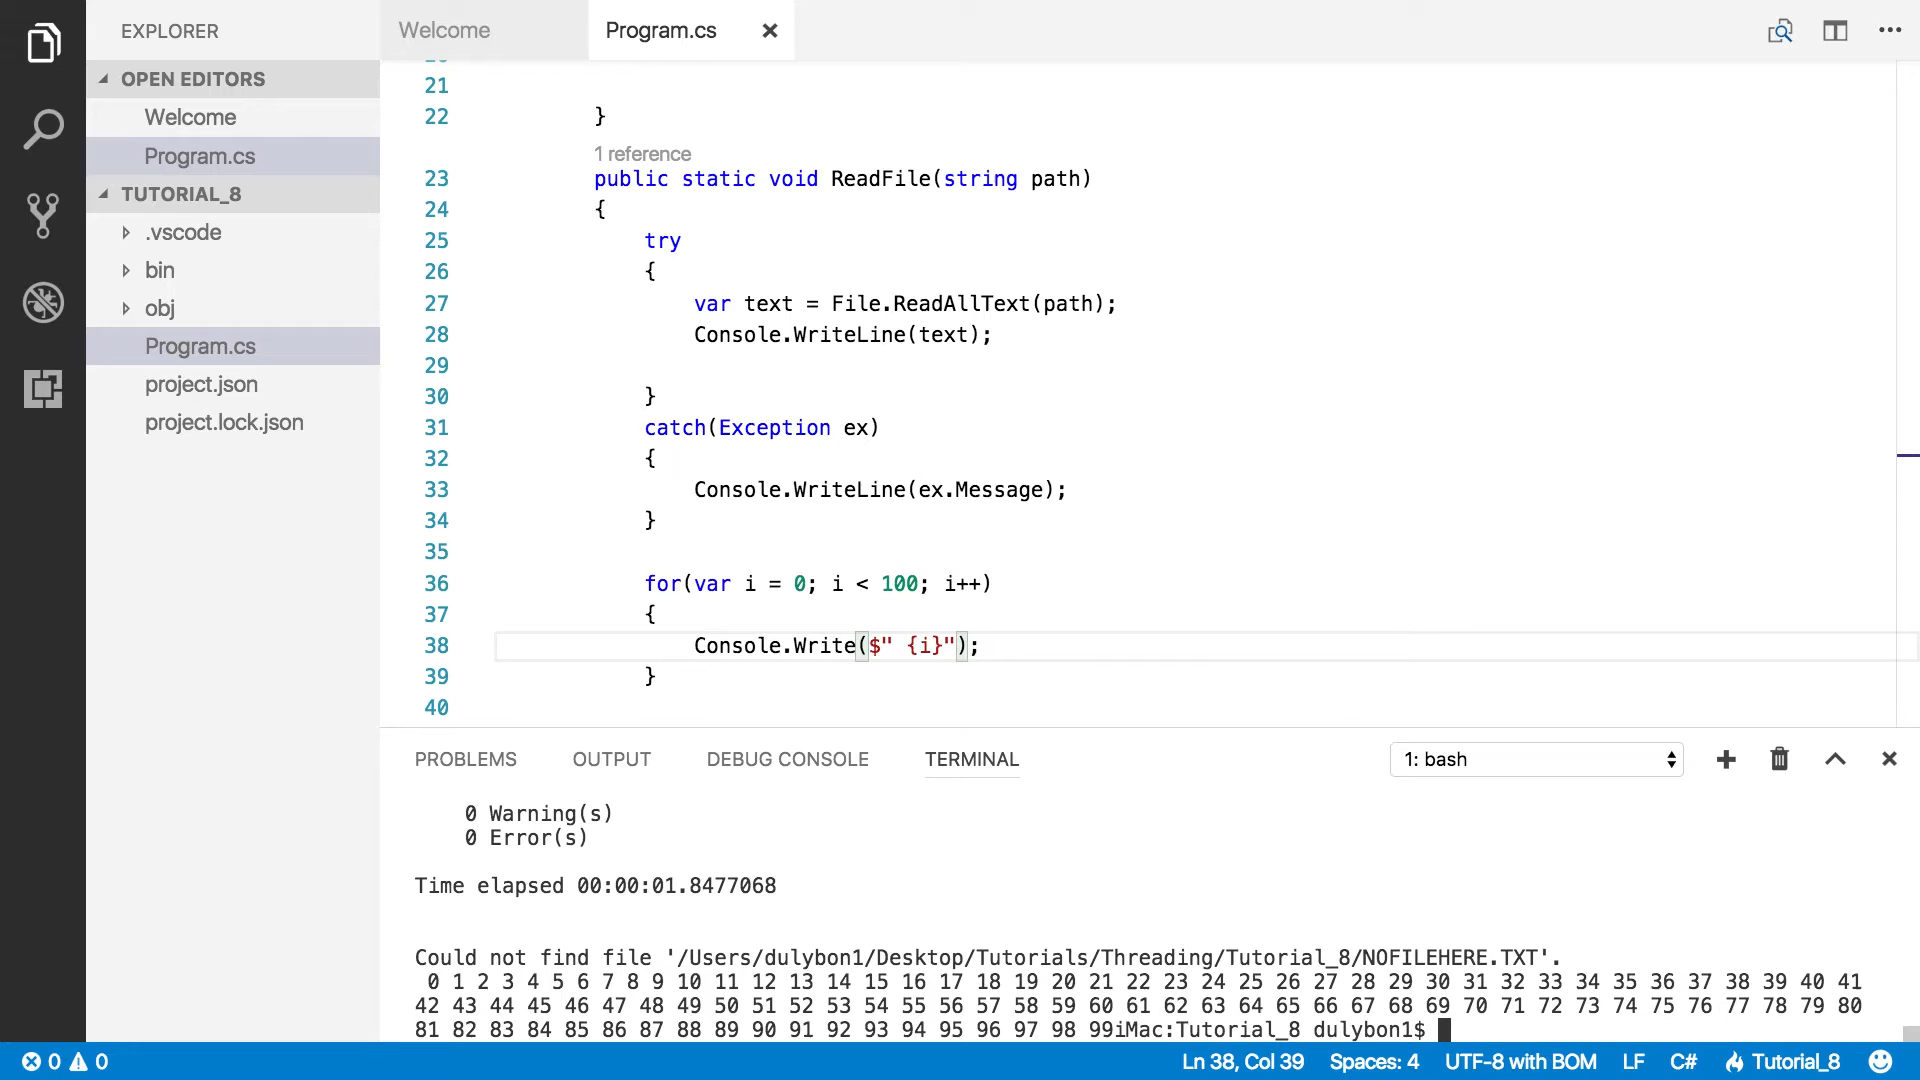 EXPLORER
OPEN EDITORS
Welcome
Program.cs
TUTORIAL_8
.vscode
bin
obj
Program.cs
project.json
project.lock.json
Welcome
Program.cs
21
22 }
1 reference
23 public static void ReadFile(string path)
24 {
25 try
26 {
27 var text = File.ReadAllText(path);
28 Console.WriteLine(text);
29
30 }
31 catch(Exception ex)
32 {
33 Console.WriteLine(ex.Message);
34 }
35
36 for(var i = 0; i < 100; i++)
37 {
38 Console.Write($" {i}");
39 }
40
PROBLEMS OUTPUT DEBUG CONSOLE TERMINAL 1: bash
0 Warning(s)
0 Error(s)
Time elapsed 00:00:01.8477068
Could not find file '/Users/dulybon1/Desktop/Tutorials/Threading/Tutorial_8/NOFILEHERE.TXT'.
0 1 2 3 4 5 6 7 8 9 10 11 12 13 14 15 16 17 18 19 20 21 22 23 24 25 26 27 28 29 30 31 32 33 34 35 36 37 38 39 40 41
42 43 44 45 46 47 48 49 50 51 52 53 54 55 56 57 58 59 60 61 62 63 64 65 66 67 68 69 70 71 72 73 74 75 76 77 78 79 80
81 82 83 84 85 86 87 88 89 90 91 92 93 94 95 96 97 98 99iMac:Tutorial_8 dulybon1$
0 0 Ln 38, Col 39 Spaces: 4 UTF-8 with BOM LF C# Tutorial_8